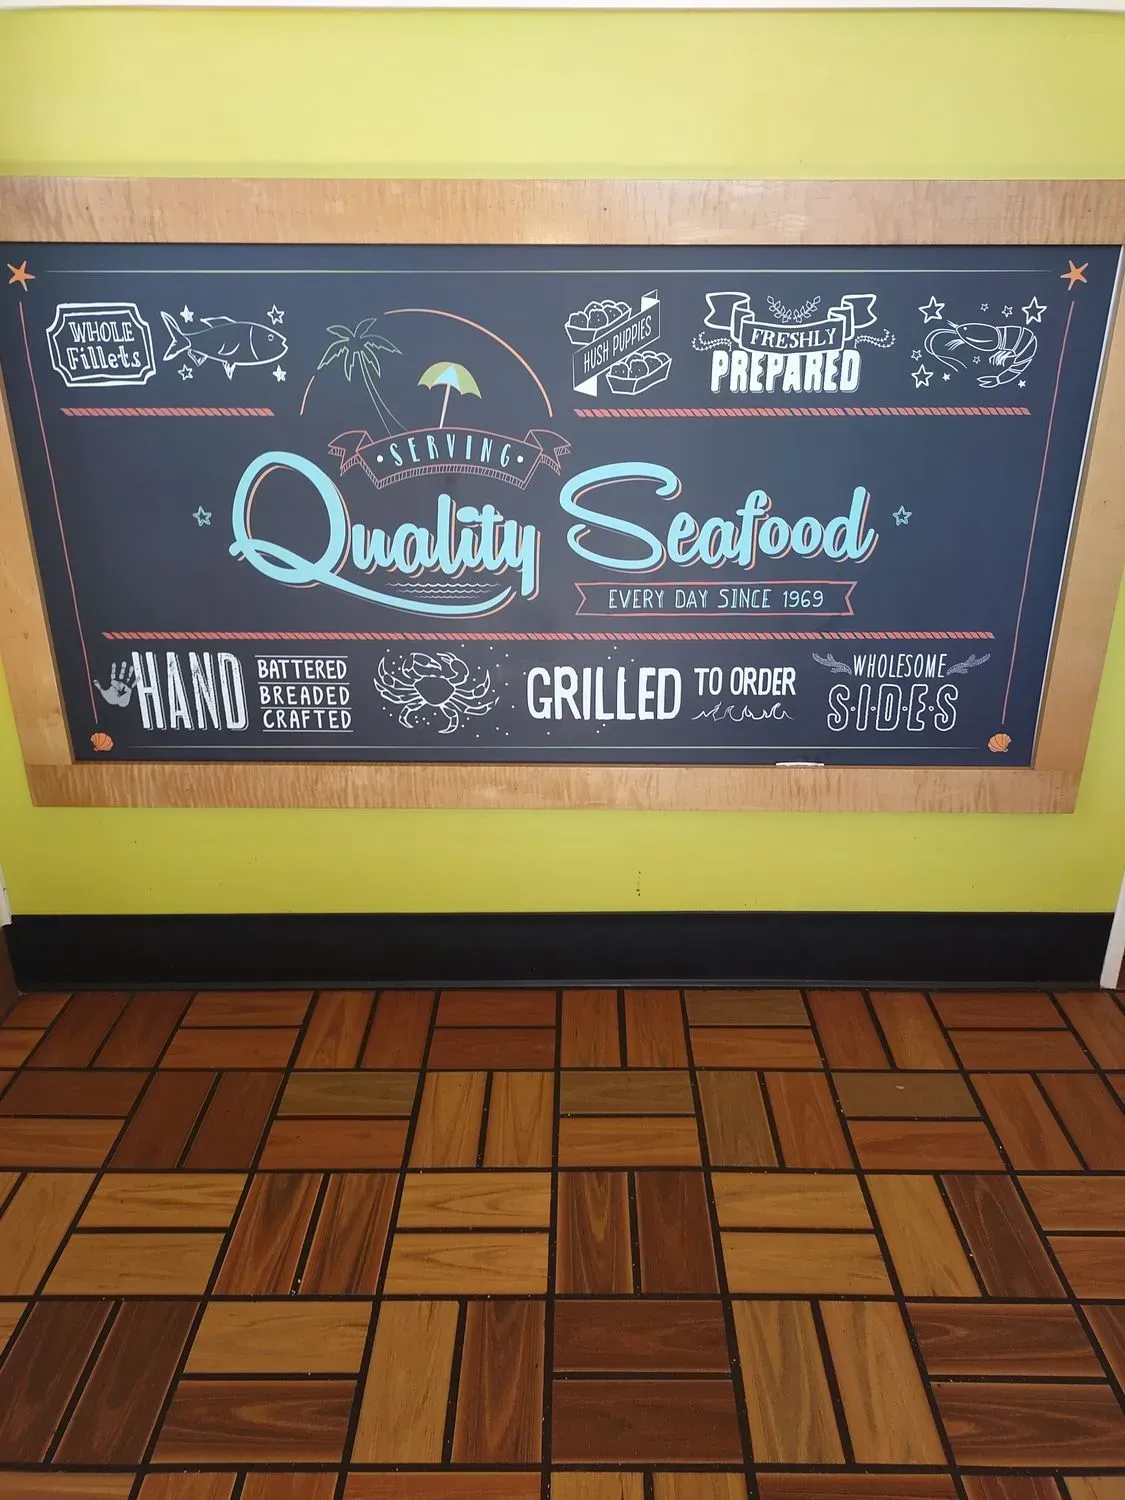 WHOLE
Fillets
HUSH PUPPIES
FRESHLY
PREPARED
SERVING
Quality Seafood
EVERY DAY SINCE 1969
HAND
BATTERED
BREADED
CRAFTED
GRILLED TO ORDER
WHOLESOME
SIDES